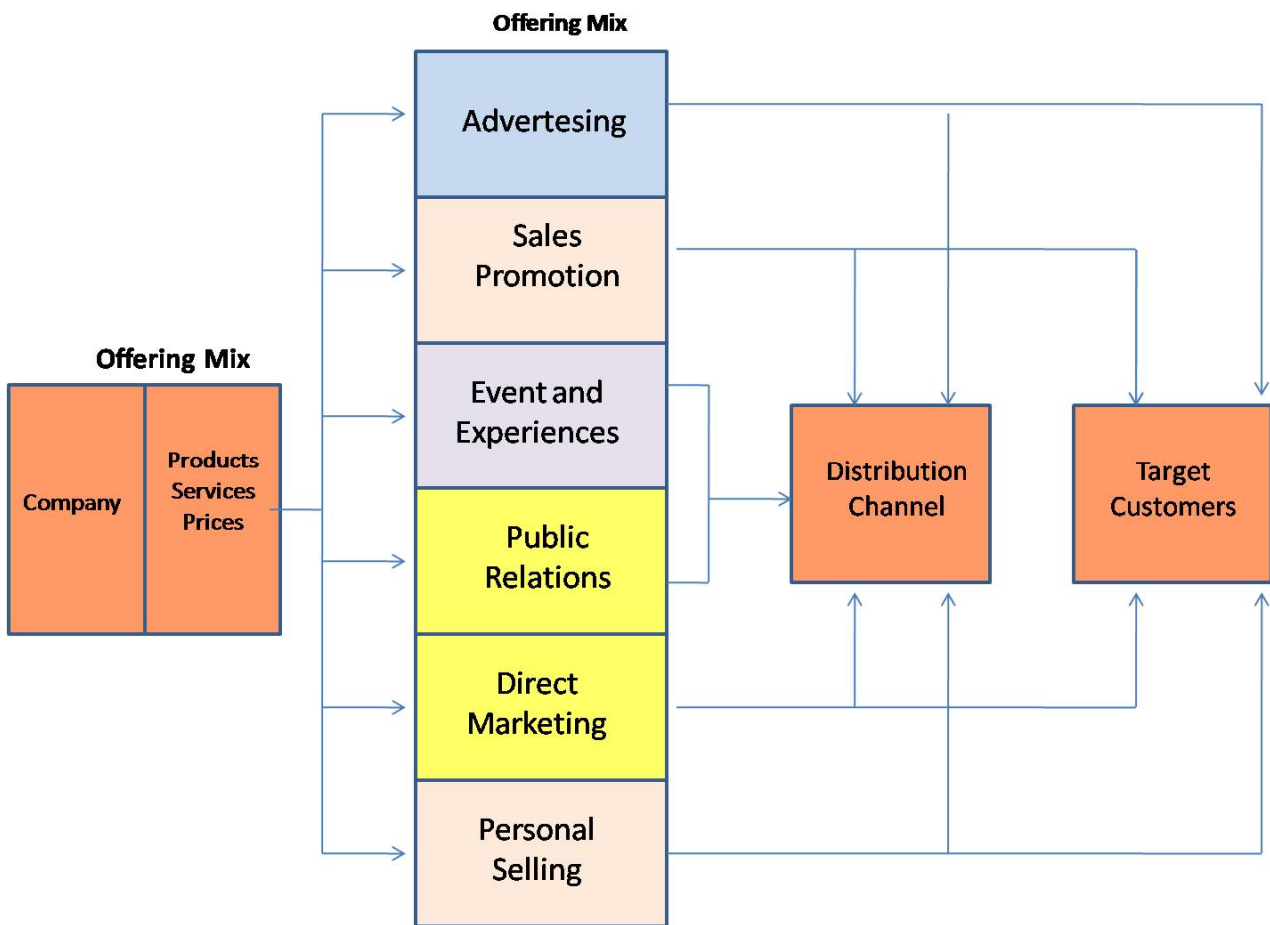 Offering Mix
Advertesing
Sales
Promotion
Offering Mix
Event and
Experiences
Company
Products
Services
Prices
Distribution
Channel
Target
Customers
Public
Relations
Direct
Marketing
Personal
Selling